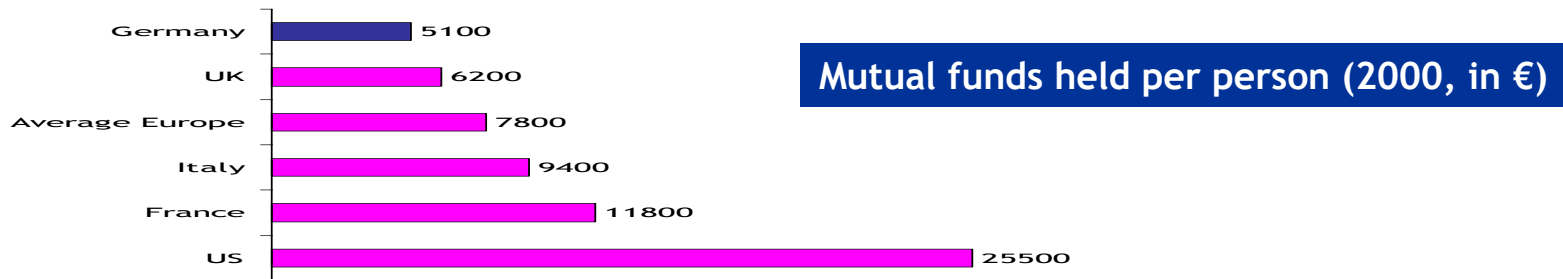 Germany 5100
UK 6200
Mutual funds held per person (2000, in €)
Average Europe 7800
Italy 9400
France 11800
US 25500